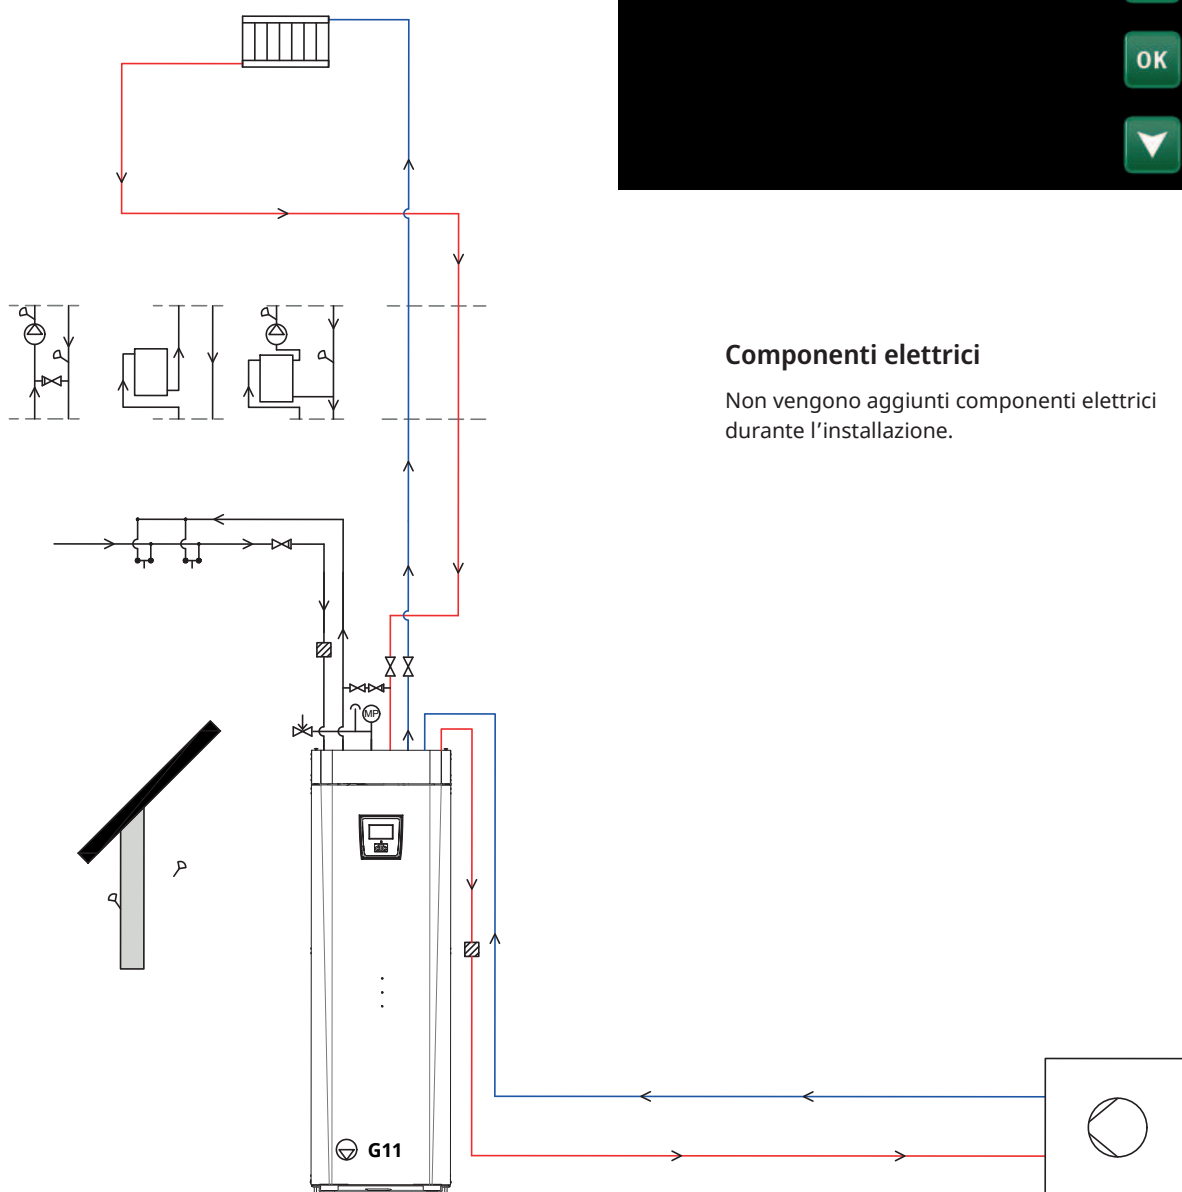 OK
Componenti elettrici
Non vengono aggiunti componenti elettrici
durante l’installazione.
MP
G11